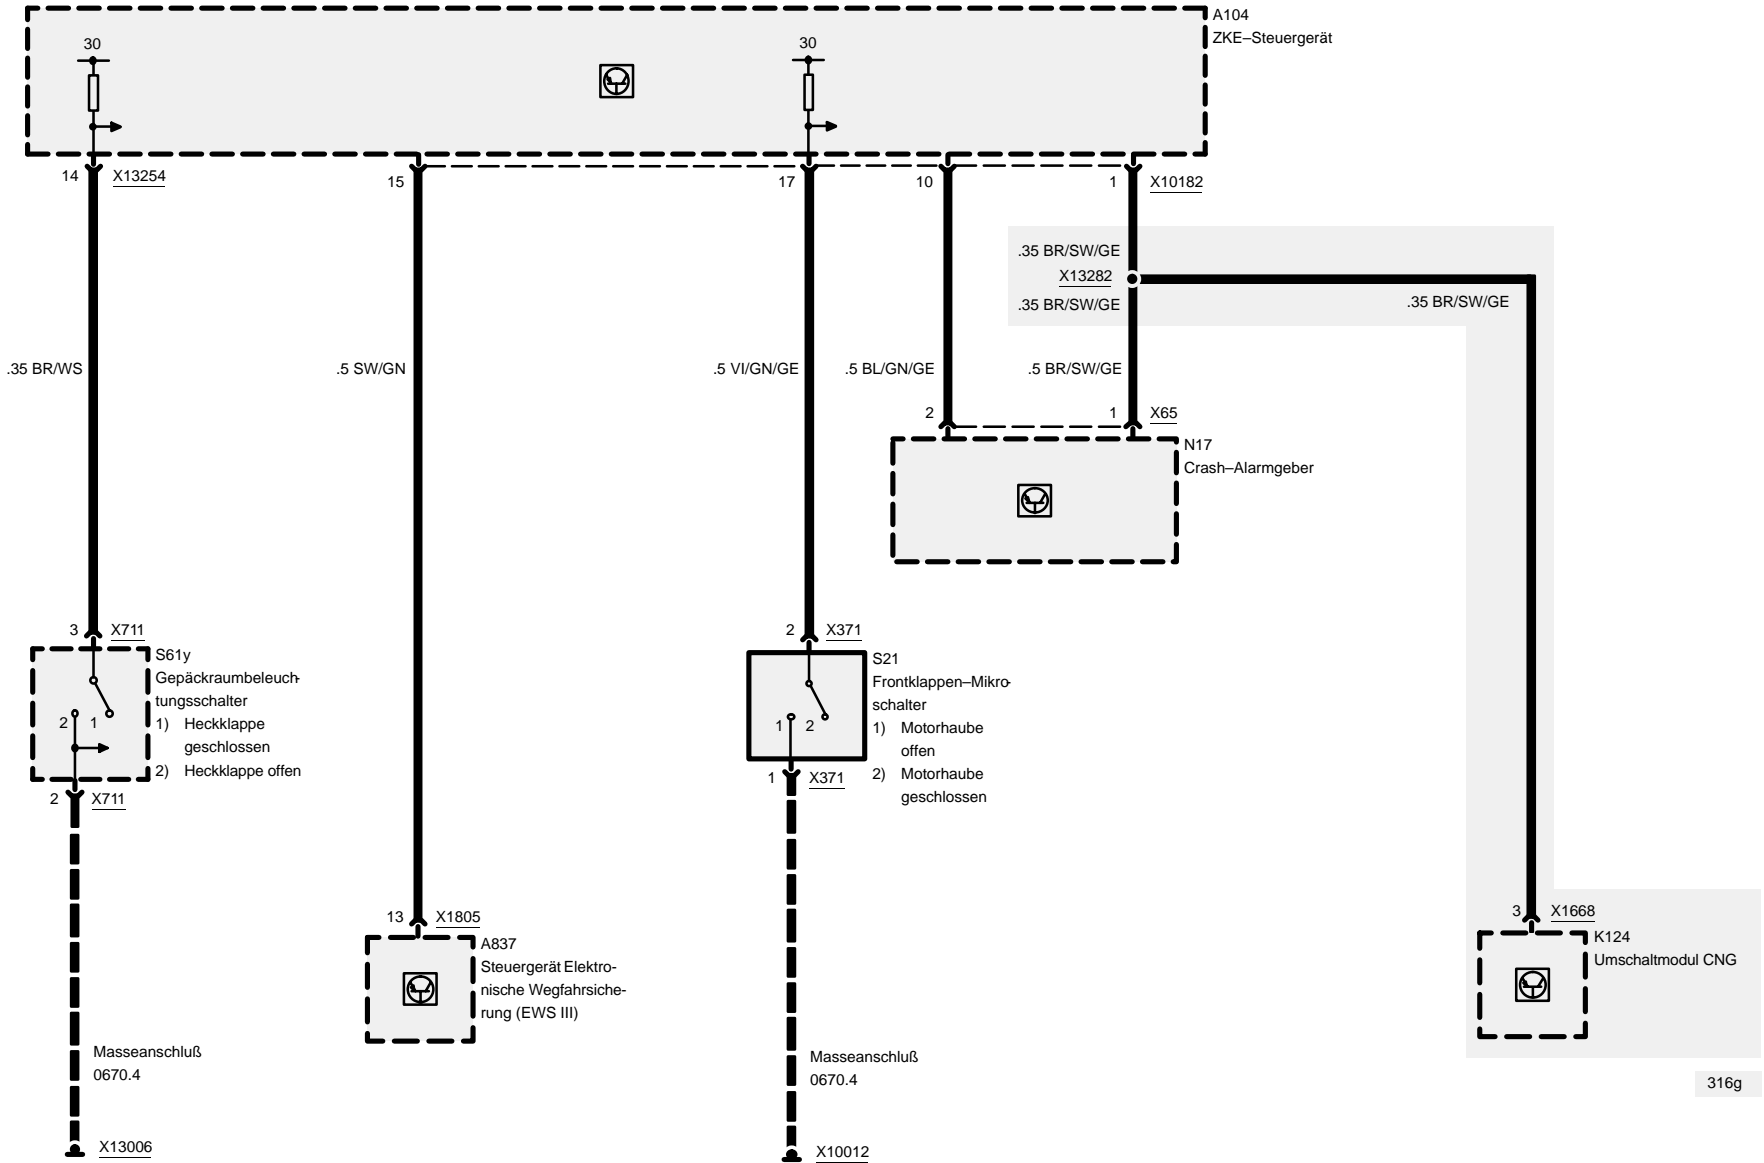 A104
ZKE–Steuergerät
30
30
14 X13254
15
17
10
1 X10182
.35 BR/SW/GE
X13282
.35 BR/SW/GE
.35 BR/SW/GE
.35 BR/WS
.5 SW/GN
.5 VI/GN/GE
.5 BL/GN/GE
.5 BR/SW/GE
2
1 X65
N17
Crash–Alarmgeber
3 X711
S61y
Gepäckraumbeleuch-
tungsschalter
1) Heckklappe
geschlossen
2) Heckklappe offen
2 1
2 X711
2 X371
S21
Frontklappen–Mikro-
schalter
1) Motorhaube
offen
2) Motorhaube
geschlossen
1 2
1 X371
13 X1805
A837
Steuergerät Elektro-
nische Wegfahrsiche-
rung (EWS III)
3 X1668
K124
Umschaltmodul CNG
Masseanschluß
0670.4
Masseanschluß
0670.4
316g
X13006
X10012